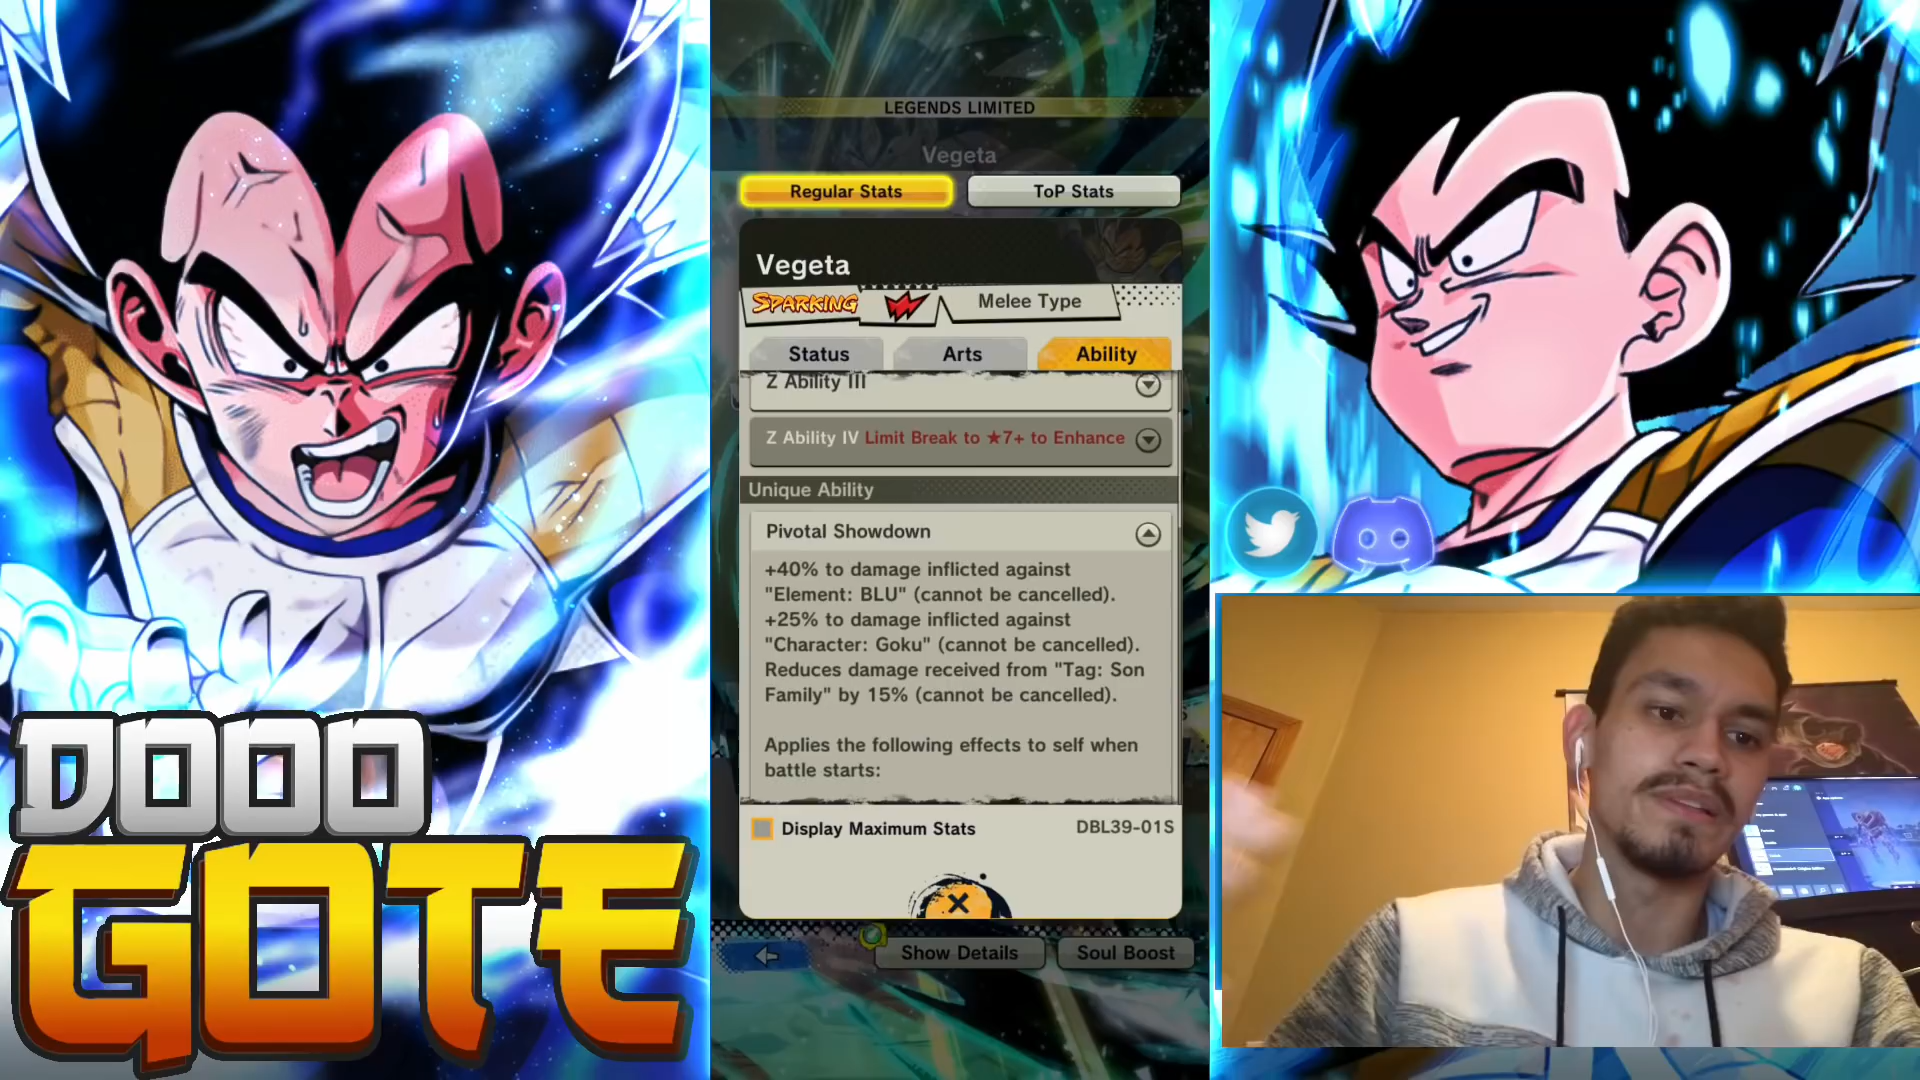 LEGENDS LIMITED
Vegeta
Regular Stats
ToP Stats
Vegeta
SPARKING
Melee Type
Status
Arts
Ability
Z Ability III
Z Ability IV Limit Break to ★7+ to Enhance
Unique Ability
Pivotal Showdown
+40% to damage inflicted against
"Element: BLU" (cannot be cancelled).
+25% to damage inflicted against
"Character: Goku" (cannot be cancelled).
Reduces damage received from "Tag: Son
Family" by 15% (cannot be cancelled).
Applies the following effects to self when
battle starts:
Display Maximum Stats
DBL39-01S
Show Details
Soul Boost
DOOO
GOTE